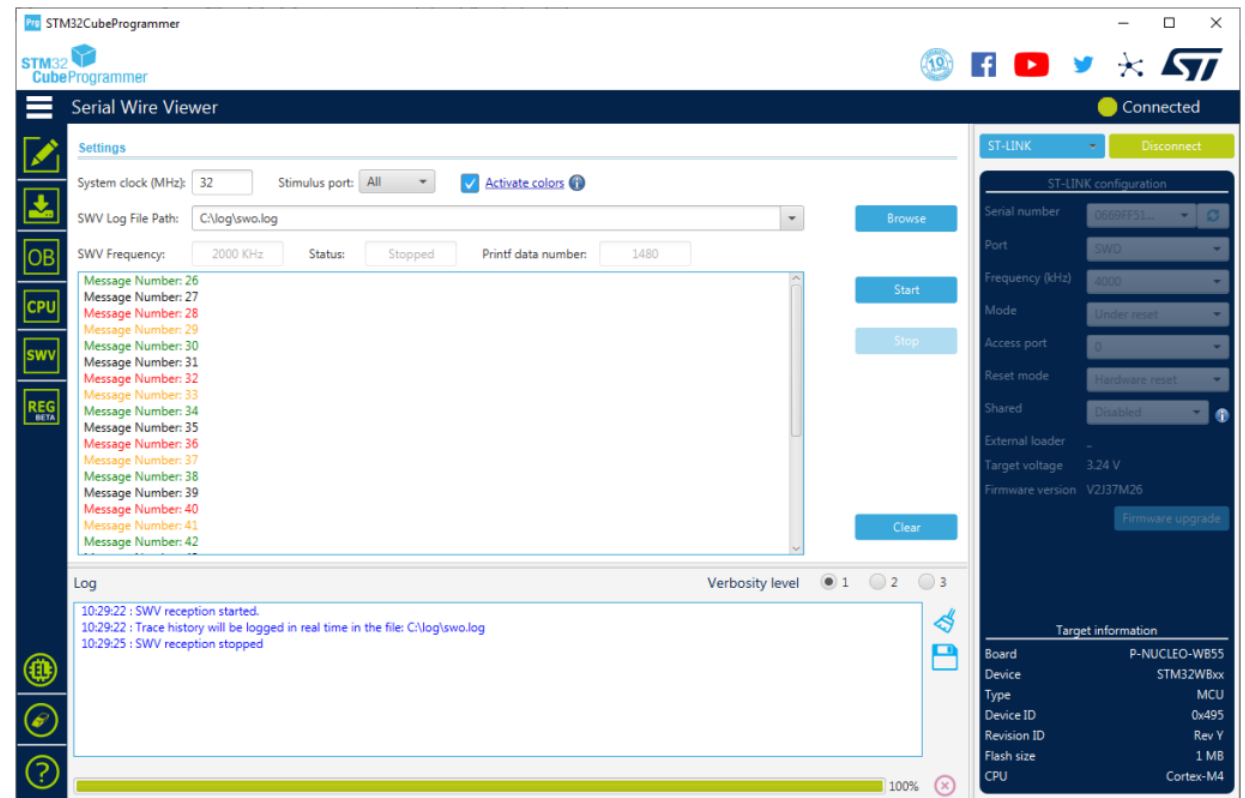 Prg STM32CubeProgrammer
STM32
CubeProgrammer
10
Serial Wire Viewer
Connected
Settings
System clock (MHz): 32 Stimulus port: All Activate colors
SWV Log File Path: C:\log\swo.log Browse
SWV Frequency: 2000 KHz Status: Stopped Printf data number: 1480
OB
CPU
SWV
REG
BETA
Message Number: 26
Message Number: 27
Message Number: 28
Message Number: 29
Message Number: 30
Message Number: 31
Message Number: 32
Message Number: 33
Message Number: 34
Message Number: 35
Message Number: 36
Message Number: 37
Message Number: 38
Message Number: 39
Message Number: 40
Message Number: 41
Message Number: 42
Start
Stop
Clear
Log Verbosity level 1 2 3
10:29:22 : SWV reception started.
10:29:22 : Trace history will be logged in real time in the file: C:\log\swo.log
10:29:25 : SWV reception stopped
100%
ST-LINK Disconnect
ST-LINK configuration
Serial number 0669FF51...
Port SWD
Frequency (kHz) 4000
Mode Under reset
Access port 0
Reset mode Hardware reset
Shared Disabled
External loader _
Target voltage 3.24 V
Firmware version V2J37M26
Firmware upgrade
Target information
Board P-NUCLEO-WB55
Device STM32WBxx
Type MCU
Device ID 0x495
Revision ID Rev Y
Flash size 1 MB
CPU Cortex-M4